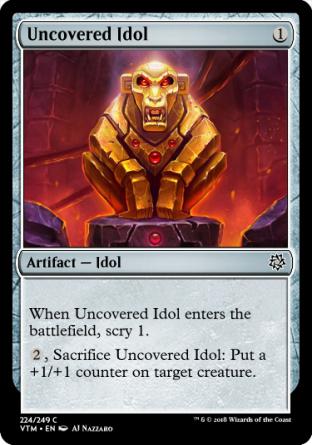 Uncovered Idol 1
Artifact — Idol
When Uncovered Idol enters the
battlefield, scry 1.
2, Sacrifice Uncovered Idol: Put a
+1/+1 counter on target creature.
224/249 C
VTM • EN AJ Nazzaro
™ & © 2018 Wizards of the Coast